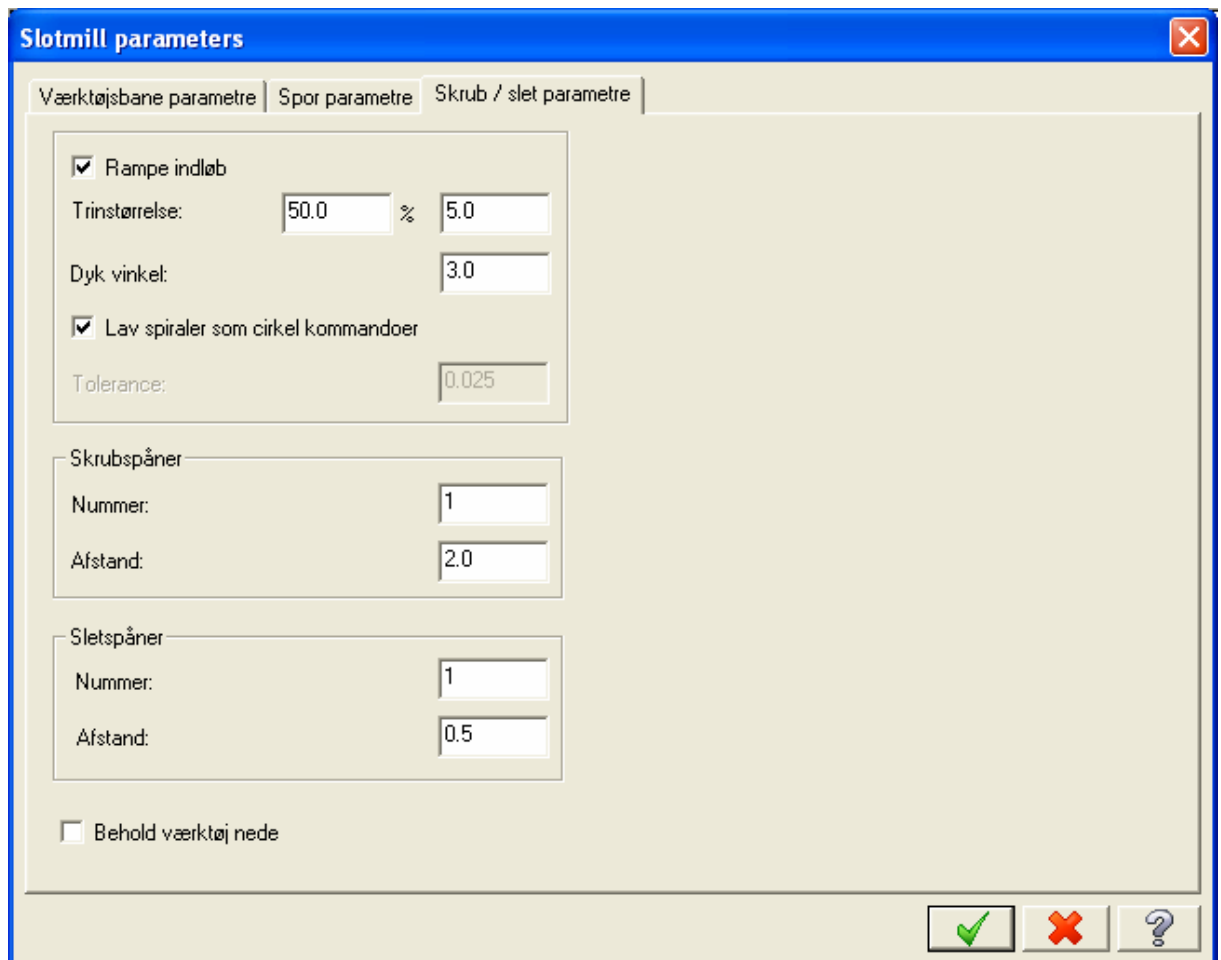 Slotmill parameters
Værktøjsbane parametre Spor parametre Skrub / slet parametre
Rampe indløb
Trinstørrelse: 50.0 % 5.0
Dyk vinkel: 3.0
Lav spiraler som cirkel kommandoer
Tolerance: 0.025
Skrubspåner
Nummer: 1
Afstand: 2.0
Sletspåner
Nummer: 1
Afstand: 0.5
Behold værktøj nede